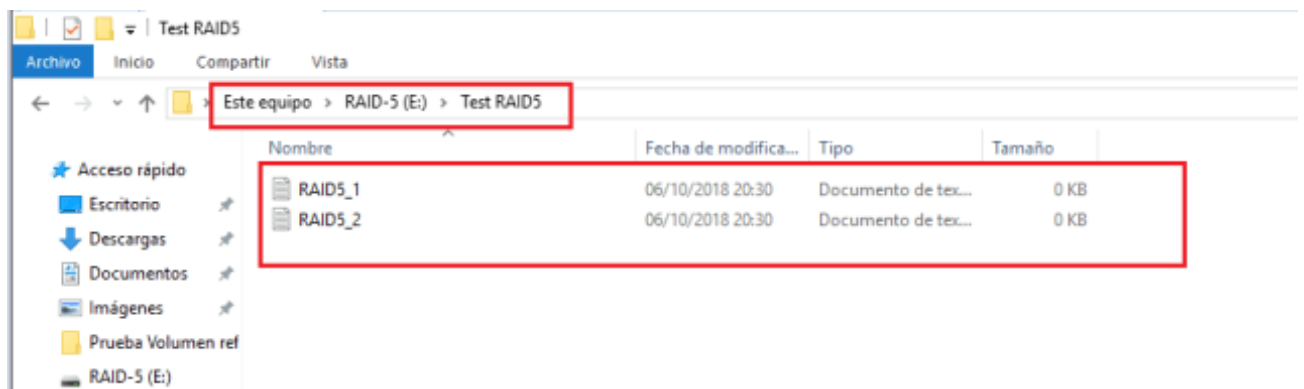 Test RAID5
Archivo Inicio Compartir Vista
Este equipo > RAID-5 (E:) > Test RAID5
Nombre Fecha de modifica... Tipo Tamaño
Acceso rápido
RAID5_1 06/10/2018 20:30 Documento de tex... 0 KB
Escritorio
RAID5_2 06/10/2018 20:30 Documento de tex... 0 KB
Descargas
Documentos
Imágenes
Prueba Volumen ref
RAID-5 (E:)